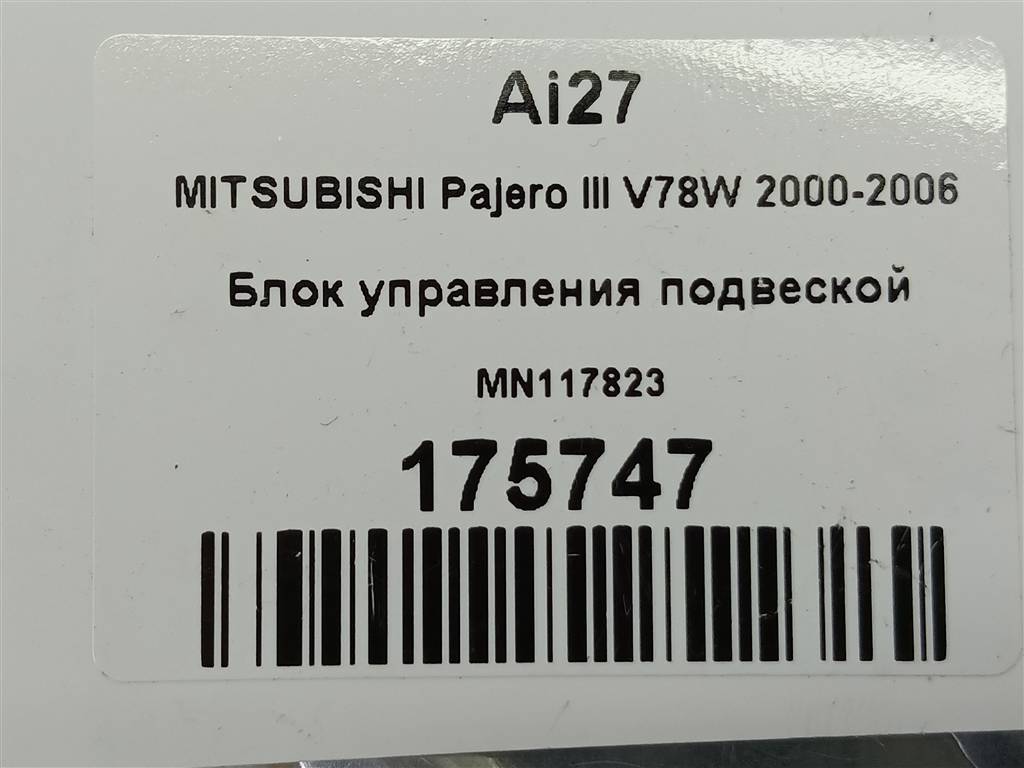 Ai27
MITSUBISHI Pajero III V78W 2000-2006
Блок управления подвеской
MN117823
175747